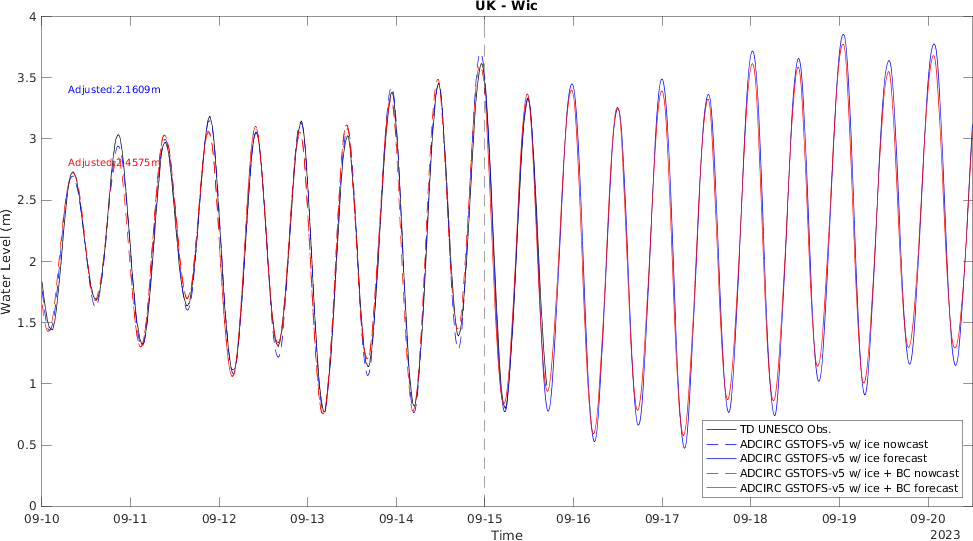 UK - Wic
4
3.5
3
2.5
2
1.5
1
0.5
0
Water Level (m)
Adjusted:2.1609m
Adjusted:2.4575m
TD UNESCO Obs.
ADCIRC GSTOFS-v5 w/ ice nowcast
ADCIRC GSTOFS-v5 w/ ice forecast
ADCIRC GSTOFS-v5 w/ ice + BC nowcast
ADCIRC GSTOFS-v5 w/ ice + BC forecast
09-10 09-11 09-12 09-13 09-14 09-15 09-16 09-17 09-18 09-19 09-20
Time
2023